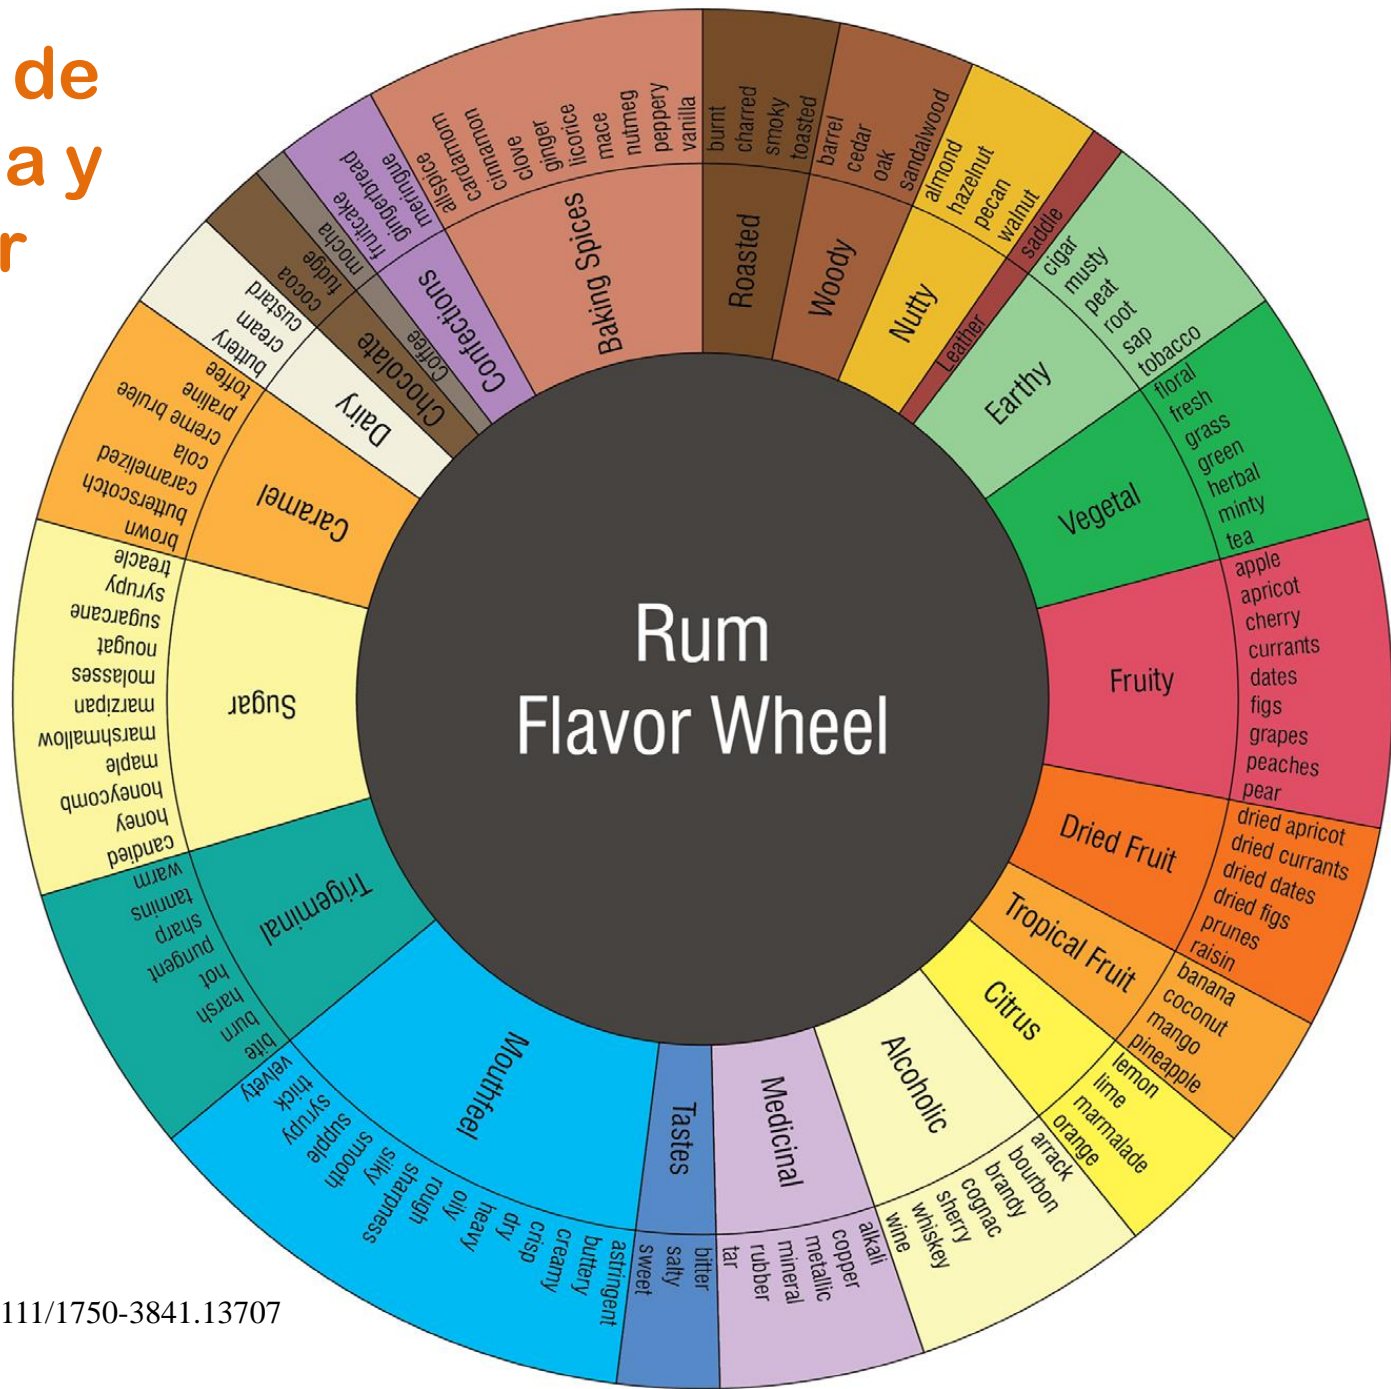 de
a y
r
Rum
Flavor Wheel
Roasted
burnt
charred
smoky
toasted
Woody
barrel
cedar
oak
sandalwood
Nutty
almond
hazelnut
pecan
walnut
Leather
saddle
Earthy
cigar
musty
peat
root
sap
tobacco
Vegetal
floral
fresh
grass
green
herbal
minty
tea
Fruity
apple
apricot
cherry
currants
dates
figs
grapes
peaches
pear
Dried Fruit
dried apricot
dried currants
dried dates
dried figs
prunes
raisin
Tropical Fruit
banana
coconut
mango
pineapple
Citrus
lemon
lime
marmalade
orange
Alcoholic
arrack
bourbon
brandy
cognac
sherry
whiskey
wine
Medicinal
alkali
copper
metallic
mineral
rubber
tar
Tastes
bitter
salty
sweet
Mouthfeel
astringent
buttery
creamy
crisp
dry
heavy
oily
rough
sharpness
silky
smooth
supple
syrupy
thick
velvety
Trigeminal
bite
burn
harsh
hot
pungent
sharp
tannins
warm
Sugar
candied
honey
honeycomb
maple
marshmallow
marzipan
molasses
nougat
sugarcane
syrupy
treacle
Caramel
brown
butterscotch
caramelized
cola
creme brulee
praline
toffee
Dairy
buttery
cream
custard
Chocolate
cocoa
fudge
Coffee
mocha
Confections
fruitcake
gingerbread
meringue
Baking Spices
allspice
cardamom
cinnamon
clove
ginger
licorice
mace
nutmeg
peppery
vanilla
111/1750-3841.13707